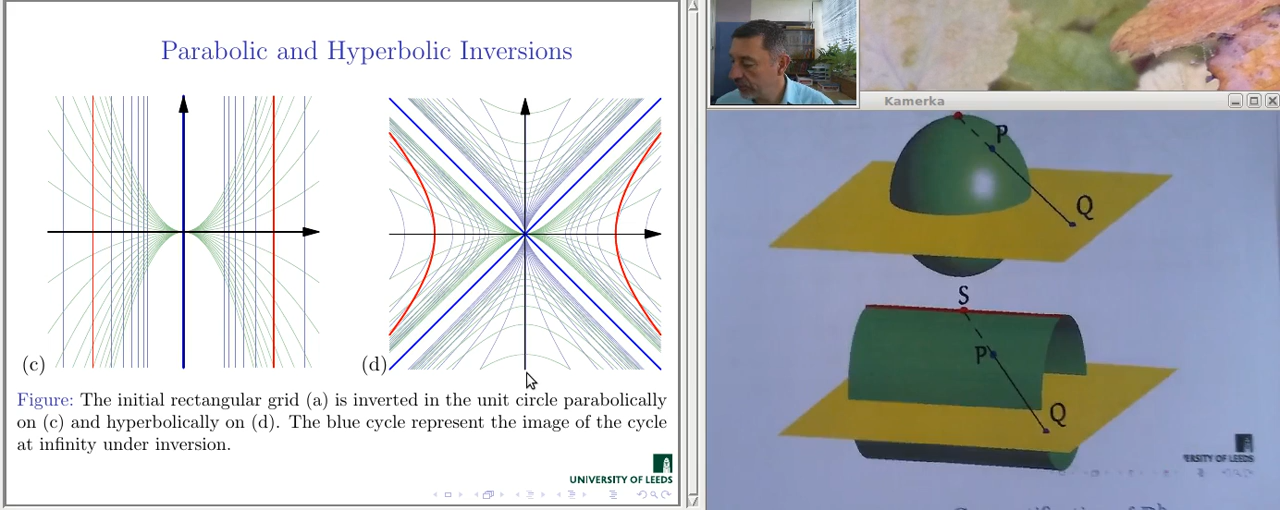 Parabolic and Hyperbolic Inversions
(c)
(d)
Figure: The initial rectangular grid (a) is inverted in the unit circle parabolically
on (c) and hyperbolically on (d). The blue cycle represent the image of the cycle
at infinity under inversion.
UNIVERSITY OF LEEDS
Kamerka
P
Q
S
P
Q
ERSITY OF LEEDS